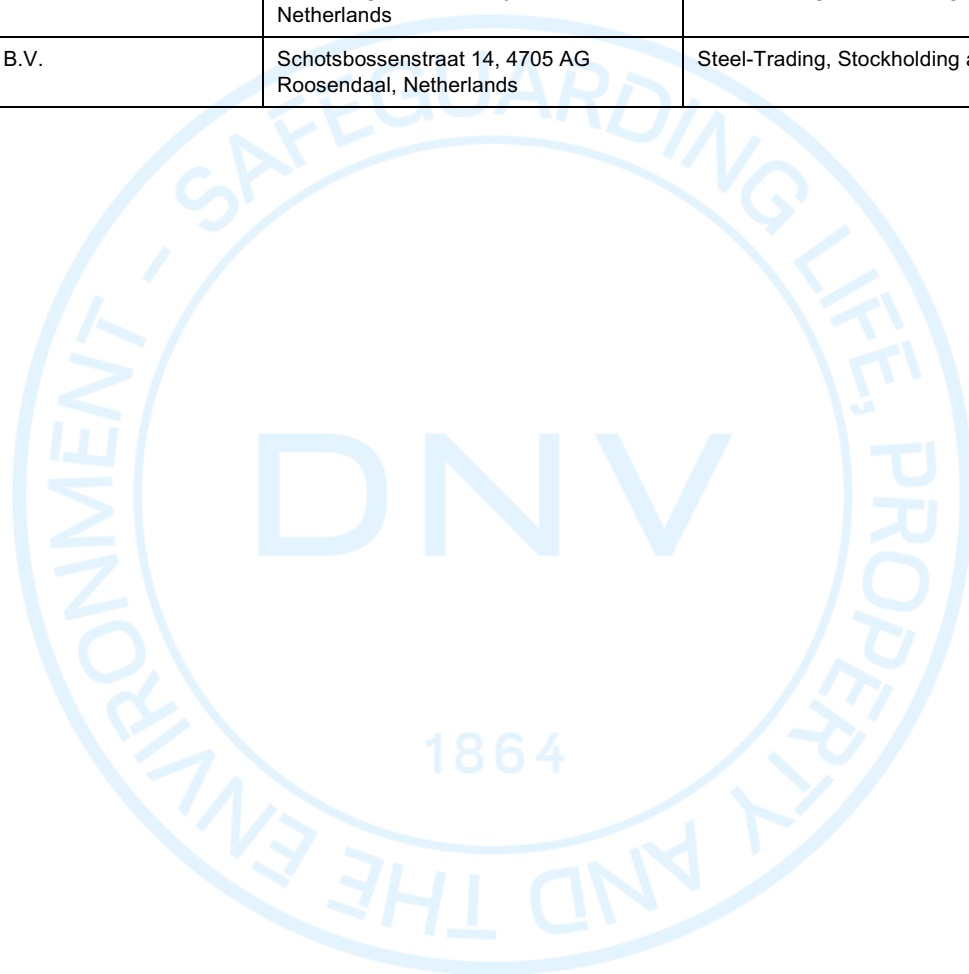 Netherlands
B.V.
Schotsbossenstraat 14, 4705 AG
Roosendaal, Netherlands
Steel-Trading, Stockholding
SAFEGUARDING LIFE, PROPERTY AND THE ENVIRONMENT -
DNV
1864